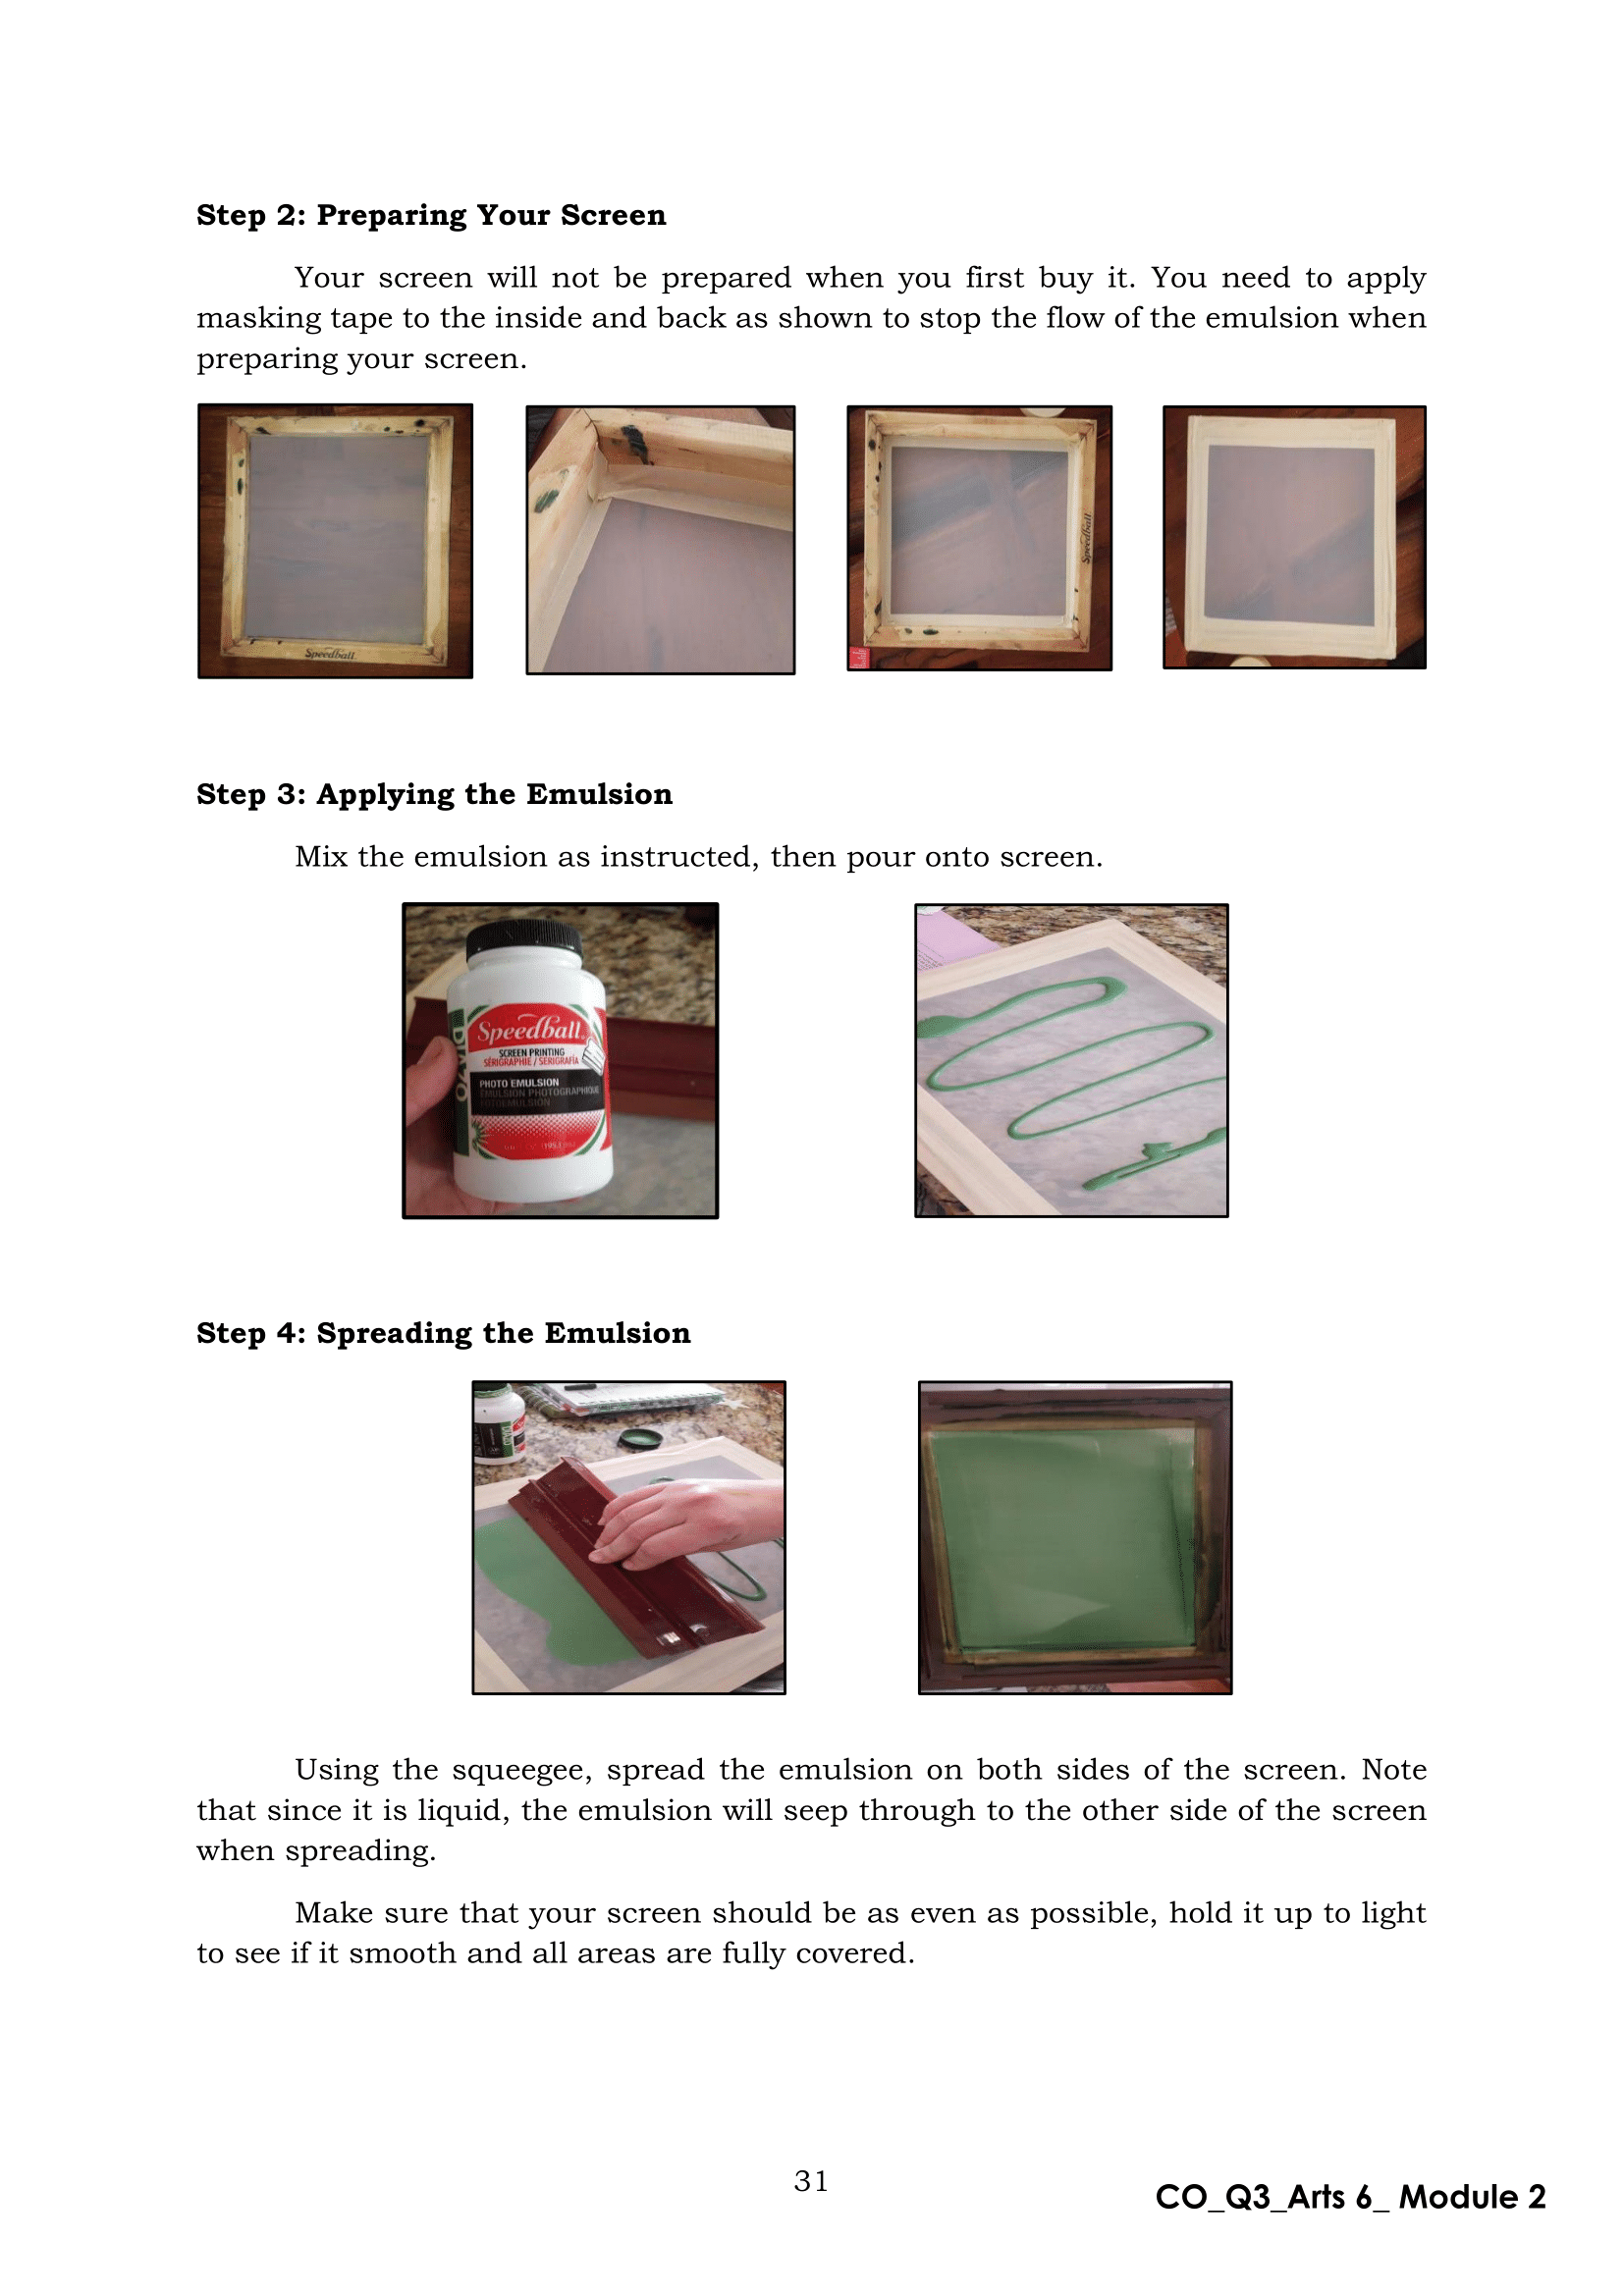 Step 2: Preparing Your Screen
Your screen will not be prepared when you first buy it. You need to apply
masking tape to the inside and back as shown to stop the flow of the emulsion when
preparing your screen.
Speedball
Speedball
Step 3: Applying the Emulsion
Mix the emulsion as instructed, then pour onto screen.
DIAZO
Speedball
SCREEN PRINTING
SÉRIGRAPHIE / SERIGRAFÍA
PHOTO EMULSION
ÉMULSION PHOTOGRAPHIQUE
FOTOEMULSIÓN
Step 4: Spreading the Emulsion
Using the squeegee, spread the emulsion on both sides of the screen. Note
that since it is liquid, the emulsion will seep through to the other side of the screen
when spreading.
Make sure that your screen should be as even as possible, hold it up to light
to see if it smooth and all areas are fully covered.
31
CO_Q3_Arts 6_ Module 2